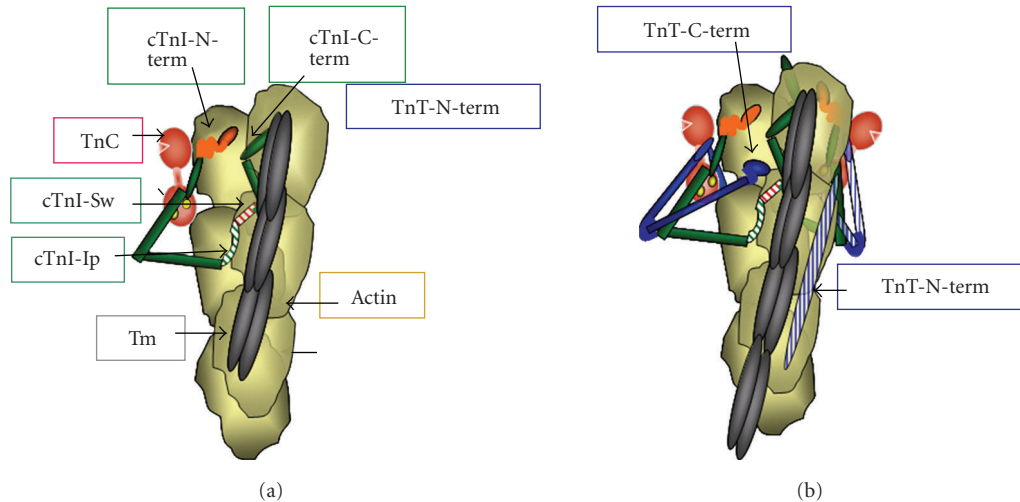 cTnI-N-
term
cTnI-C-
term
TnT-N-term
TnC
cTnI-Sw
cTnI-Ip
Actin
Tm
(a)
TnT-C-term
TnT-N-term
(b)